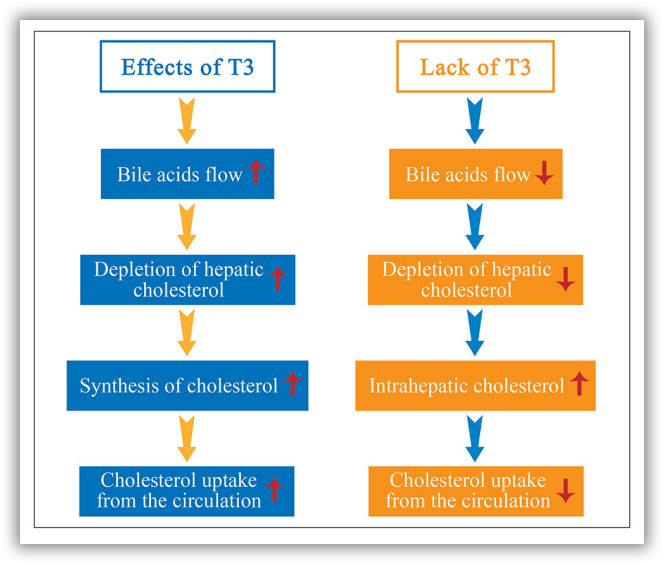 Effects of T3
Bile acids flow
Depletion of hepatic
cholesterol
Synthesis of cholesterol
Cholesterol uptake
from the circulation
Lack of T3
Bile acids flow
Depletion of hepatic
cholesterol
Intrahepatic cholesterol
Cholesterol uptake
from the circulation